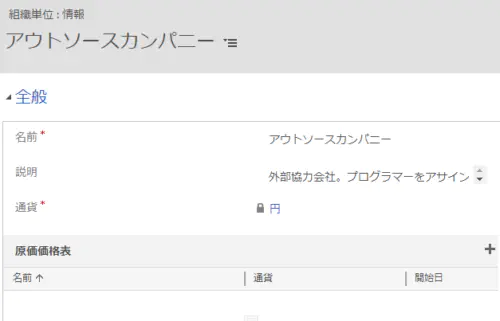 組織単位 : 情報
アウトソースカンパニー
全般
名前* アウトソースカンパニー
説明 外部協力会社。プログラマーをアサイン
通貨* 円
原価価格表
名前 ↑ 通貨 開始日